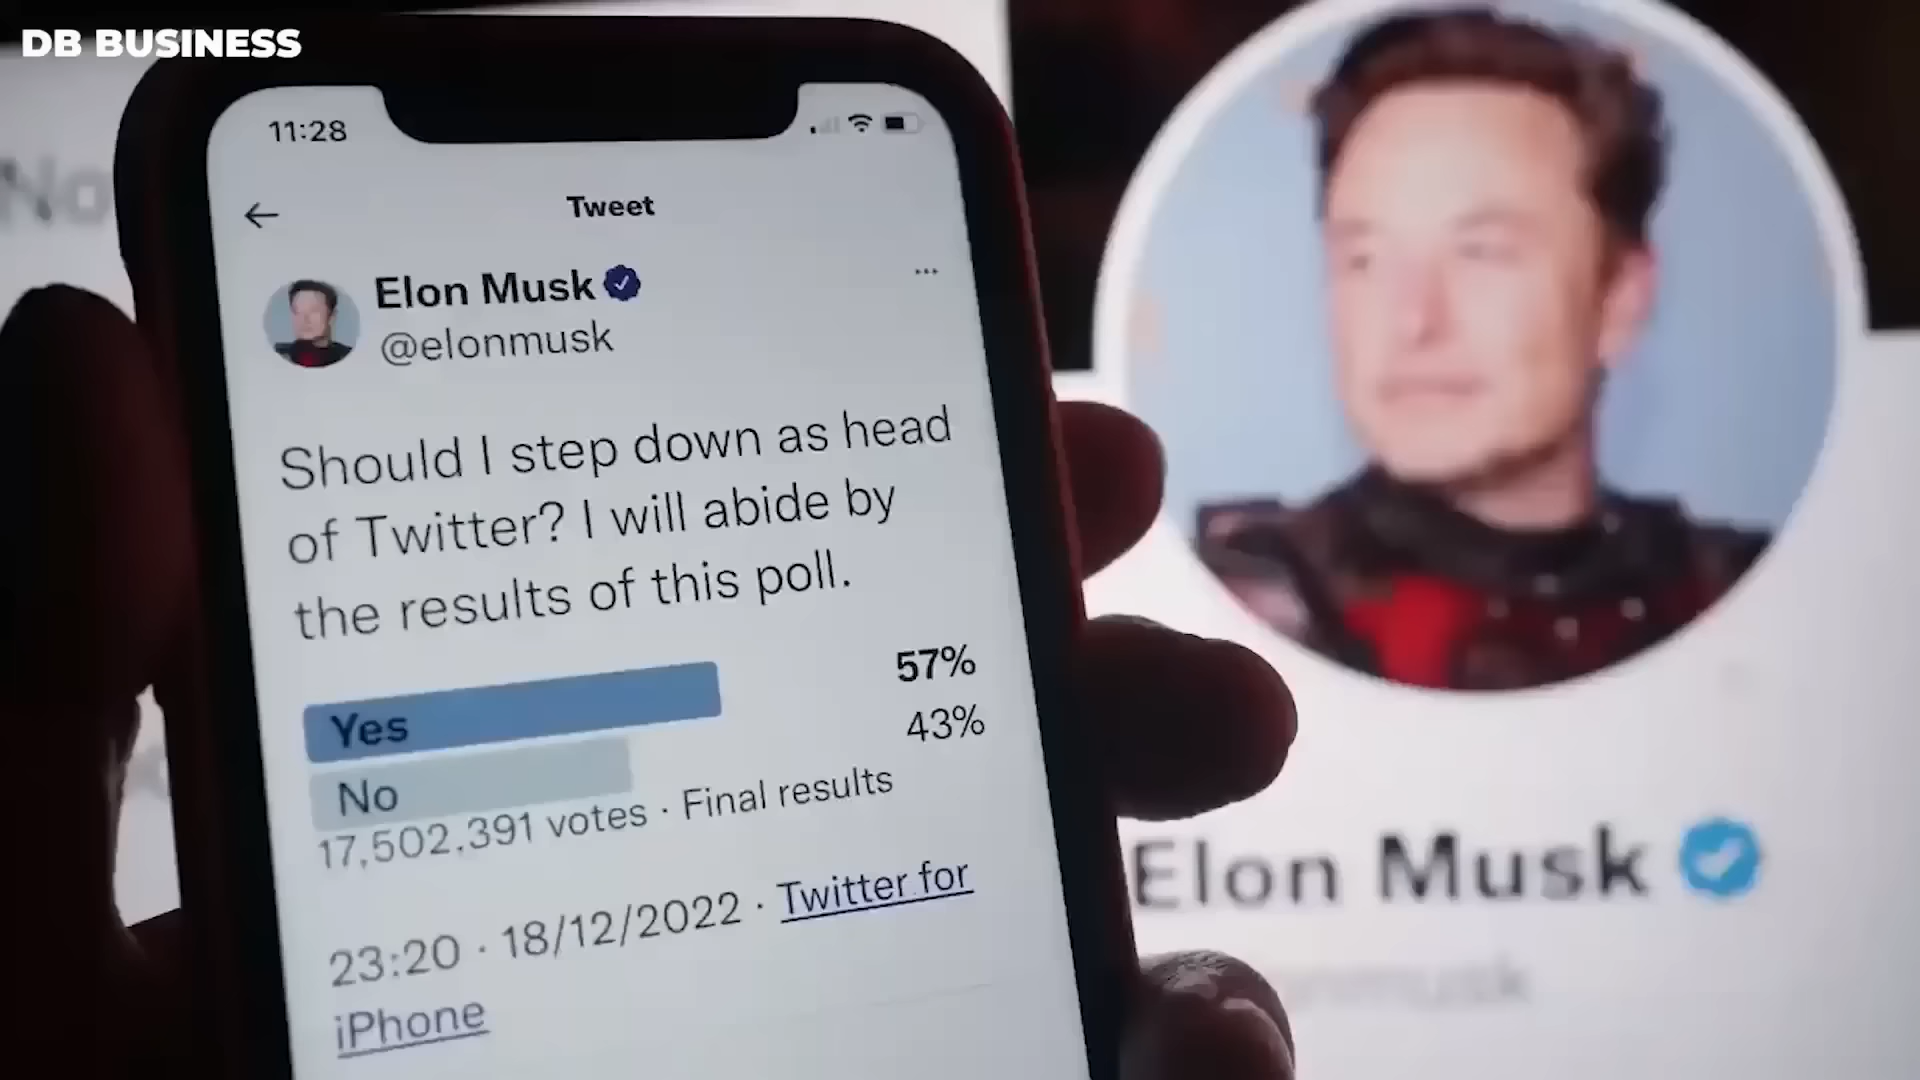 DB BUSINESS
No
11:28
Tweet
Elon Musk
@elonmusk
Should I step down as head
of Twitter? I will abide by
the results of this poll.
Yes 57%
No 43%
17,502,391 votes · Final results
23:20 · 18/12/2022 · Twitter for
iPhone
Elon Musk